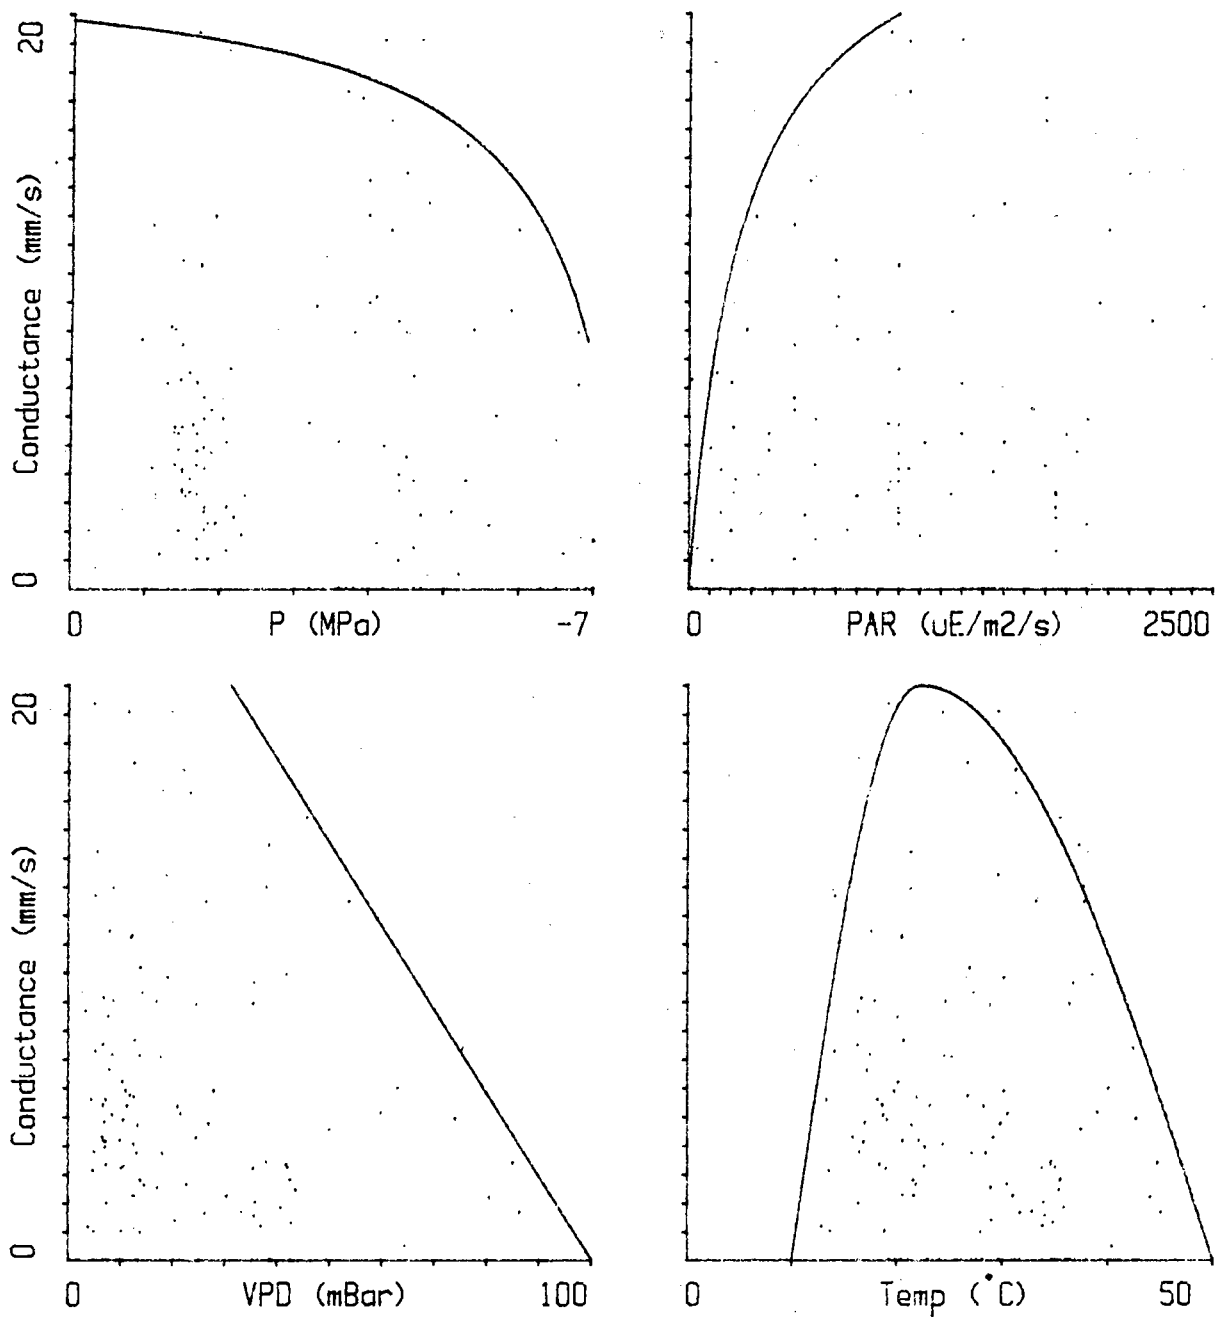 20
Conductance (mm/s)
0
0 P (MPa) -7
0 PAR (uE/m2/s) 2500
20
Conductance (mm/s)
0
0 VPD (mBar) 100
0 Temp (°C) 50